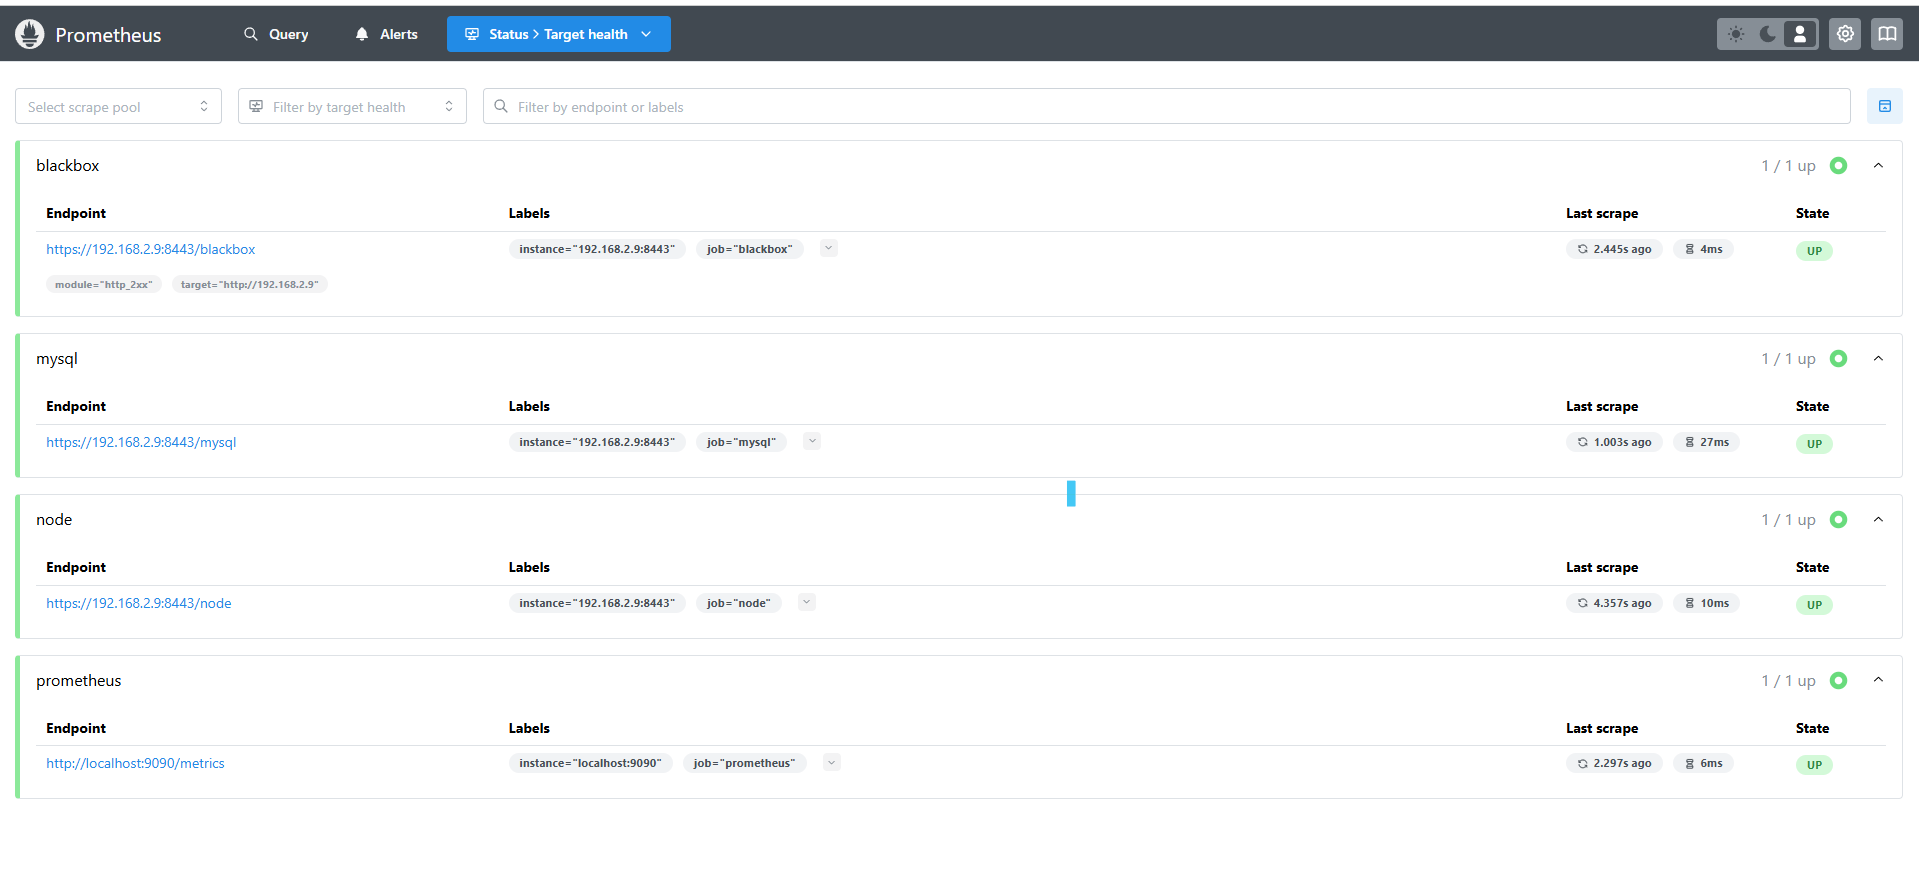 Prometheus Query Alerts Status > Target health
Select scrape pool Filter by target health Filter by endpoint or labels
blackbox 1 / 1 up
Endpoint Labels Last scrape State
https://192.168.2.9:8443/blackbox instance="192.168.2.9:8443" job="blackbox" 2.445s ago 4ms UP
module="http_2xx" target="http://192.168.2.9"
mysql 1 / 1 up
Endpoint Labels Last scrape State
https://192.168.2.9:8443/mysql instance="192.168.2.9:8443" job="mysql" 1.003s ago 27ms UP
node 1 / 1 up
Endpoint Labels Last scrape State
https://192.168.2.9:8443/node instance="192.168.2.9:8443" job="node" 4.357s ago 10ms UP
prometheus 1 / 1 up
Endpoint Labels Last scrape State
http://localhost:9090/metrics instance="localhost:9090" job="prometheus" 2.297s ago 6ms UP